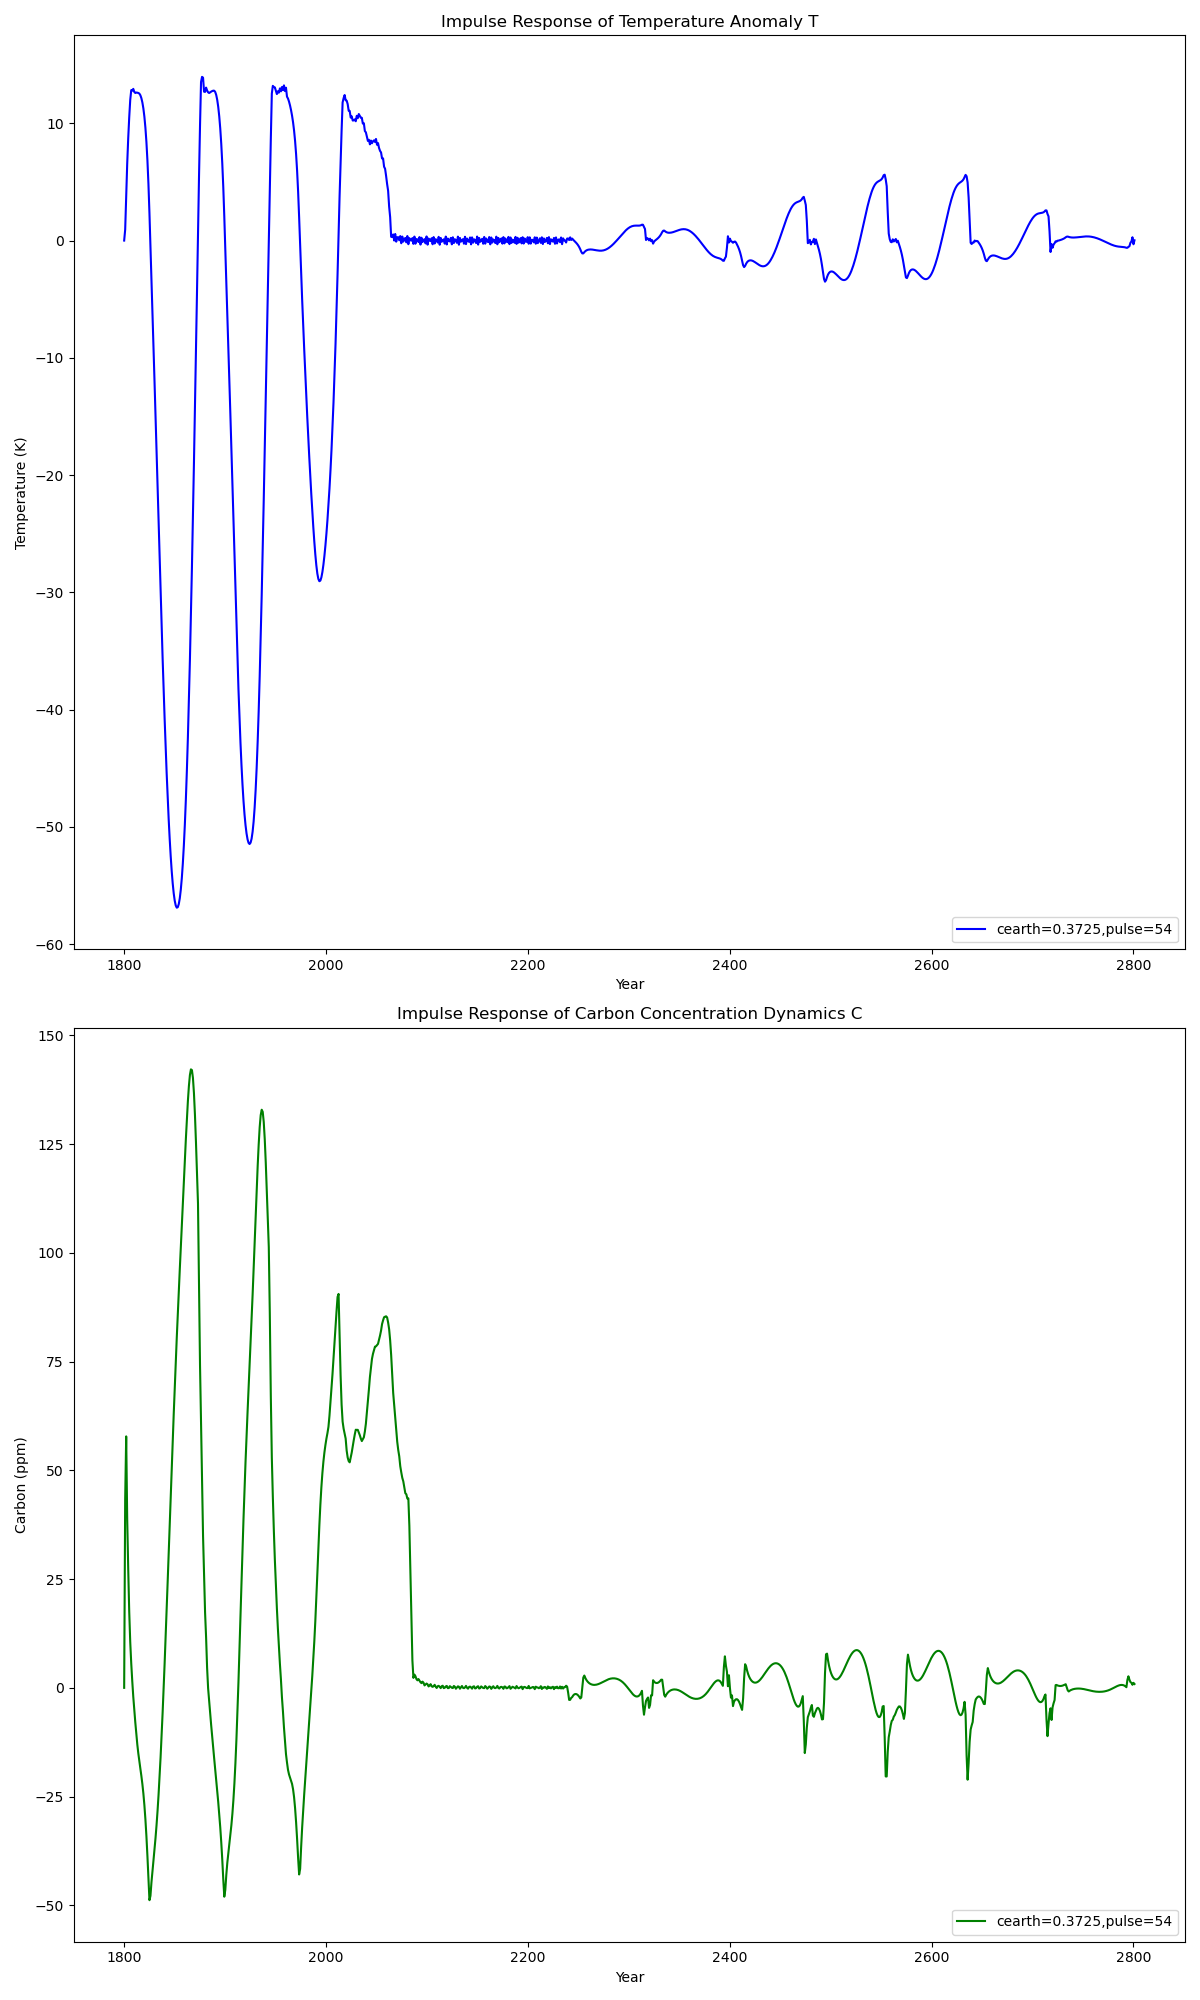 Impulse Response of Temperature Anomaly T
Temperature (K)
10
0
−10
−20
−30
−40
−50
−60
1800 2000 2200 2400 2600 2800
Year
cearth=0.3725,pulse=54
Impulse Response of Carbon Concentration Dynamics C
Carbon (ppm)
150
125
100
75
50
25
0
−25
−50
1800 2000 2200 2400 2600 2800
Year
cearth=0.3725,pulse=54